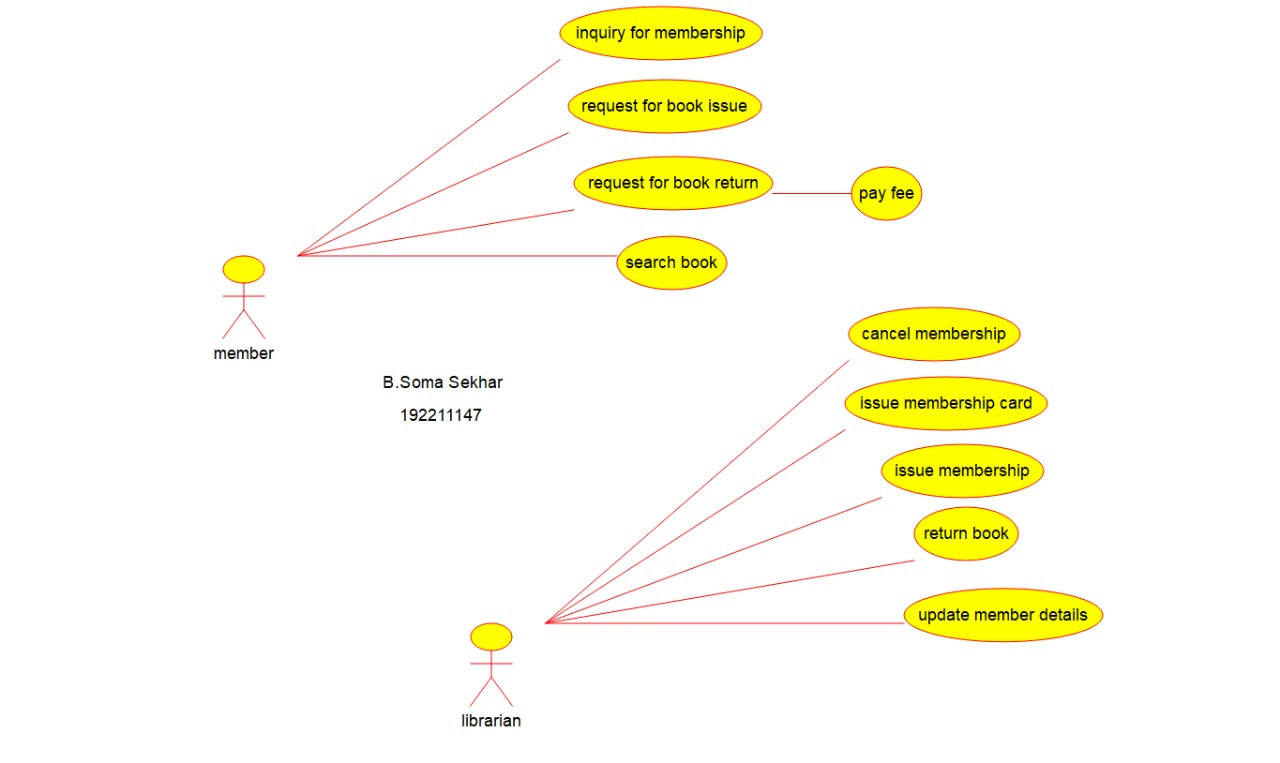 inquiry for membership
request for book issue
request for book return
pay fee
search book
member
cancel membership
B.Soma Sekhar
issue membership card
192211147
issue membership
return book
update member details
librarian